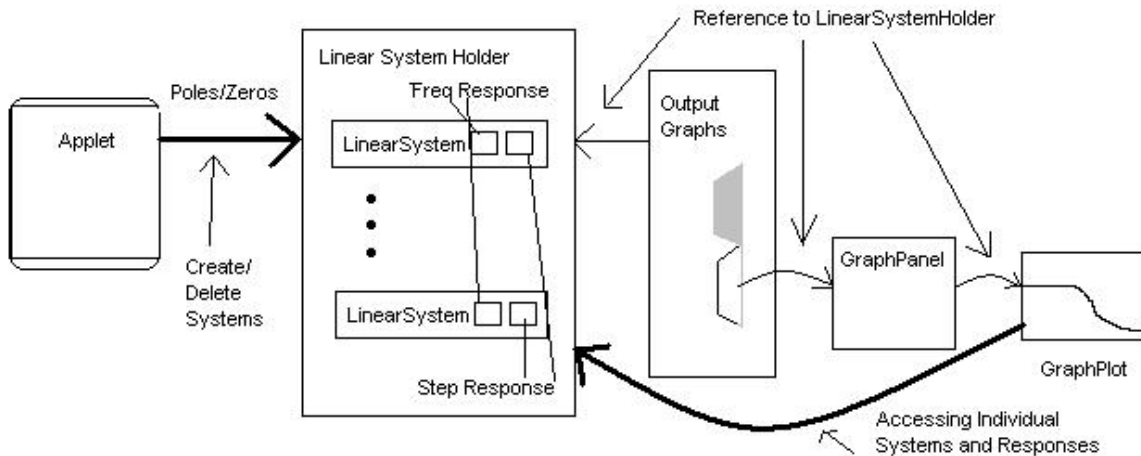 Reference to LinearSystemHolder
Linear System Holder
Poles/Zeros
Freq Response
Output
Graphs
Applet
LinearSystem
GraphPanel
Create/
Delete
Systems
LinearSystem
GraphPlot
Step Response
Accessing Individual
Systems and Responses